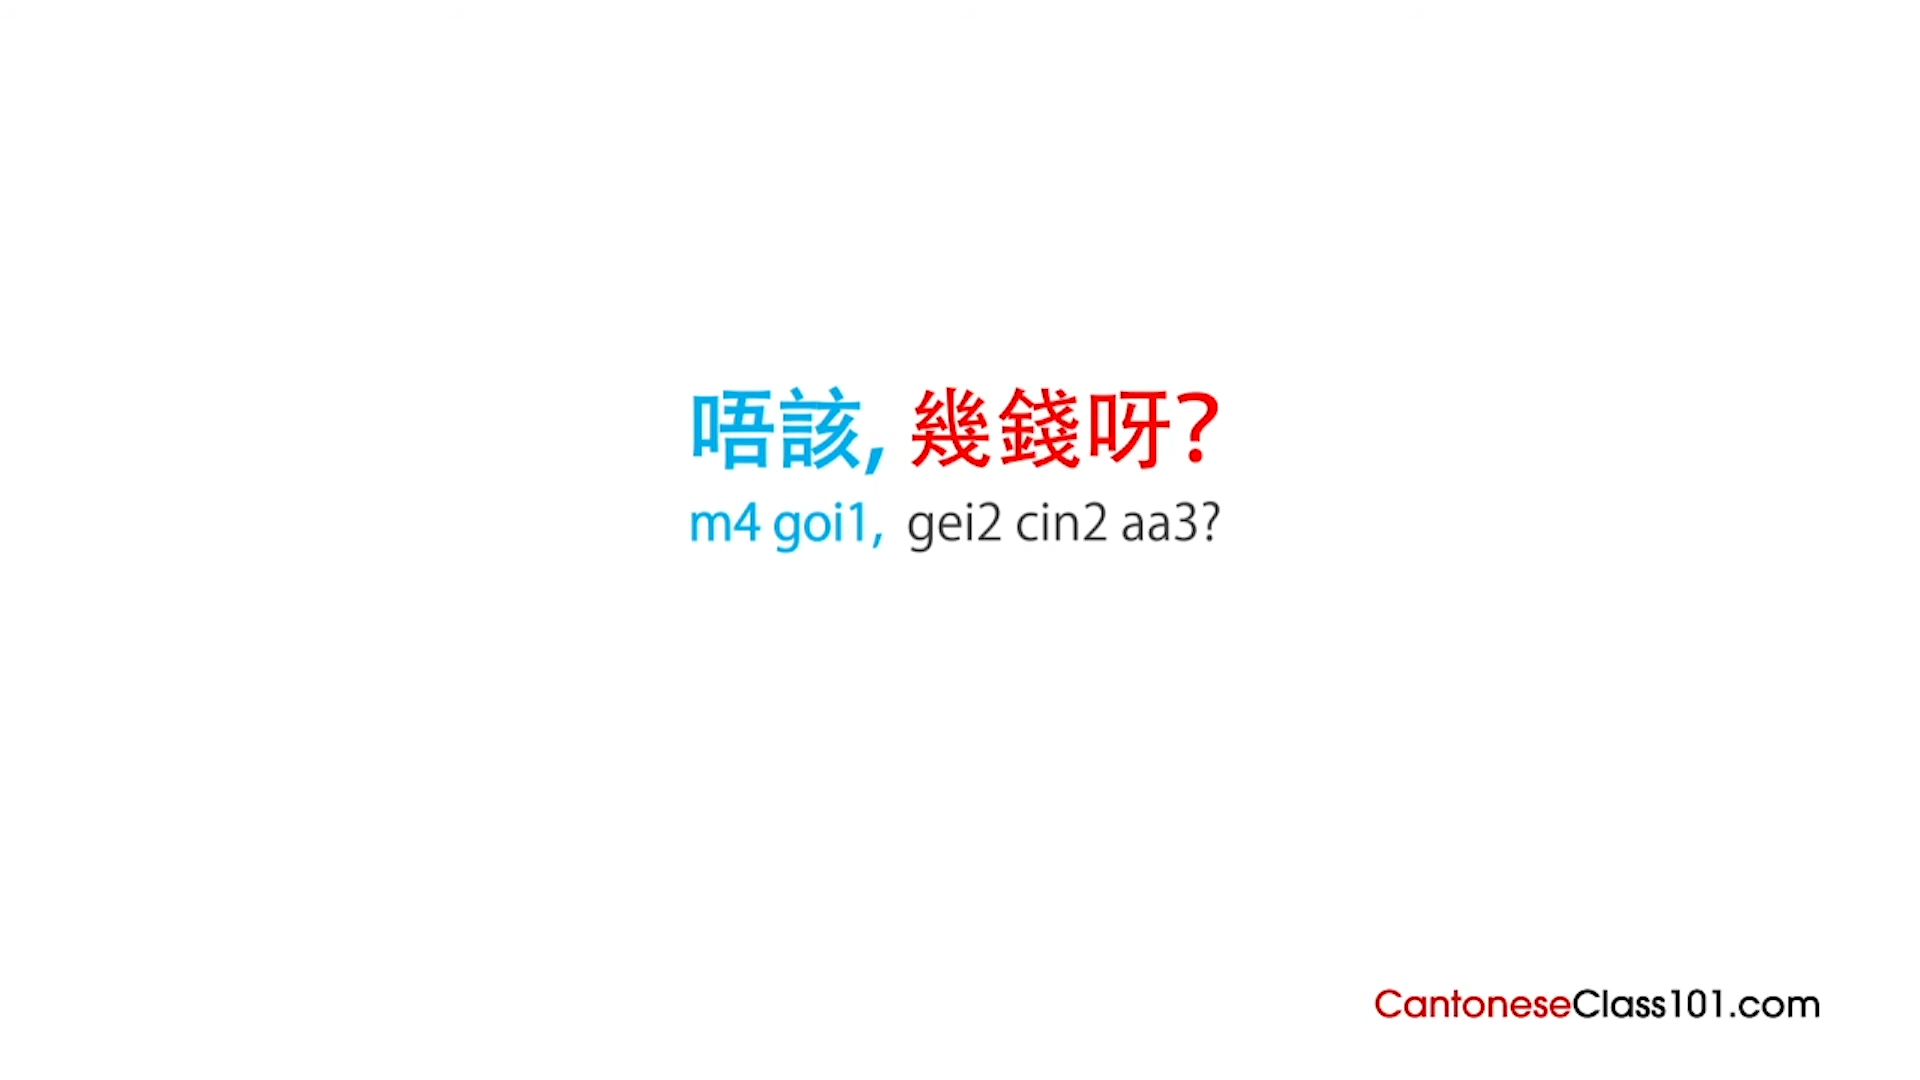 唔該, 幾錢呀?
m4 goi1, gei2 cin2 aa3?
CantoneseClass101.com